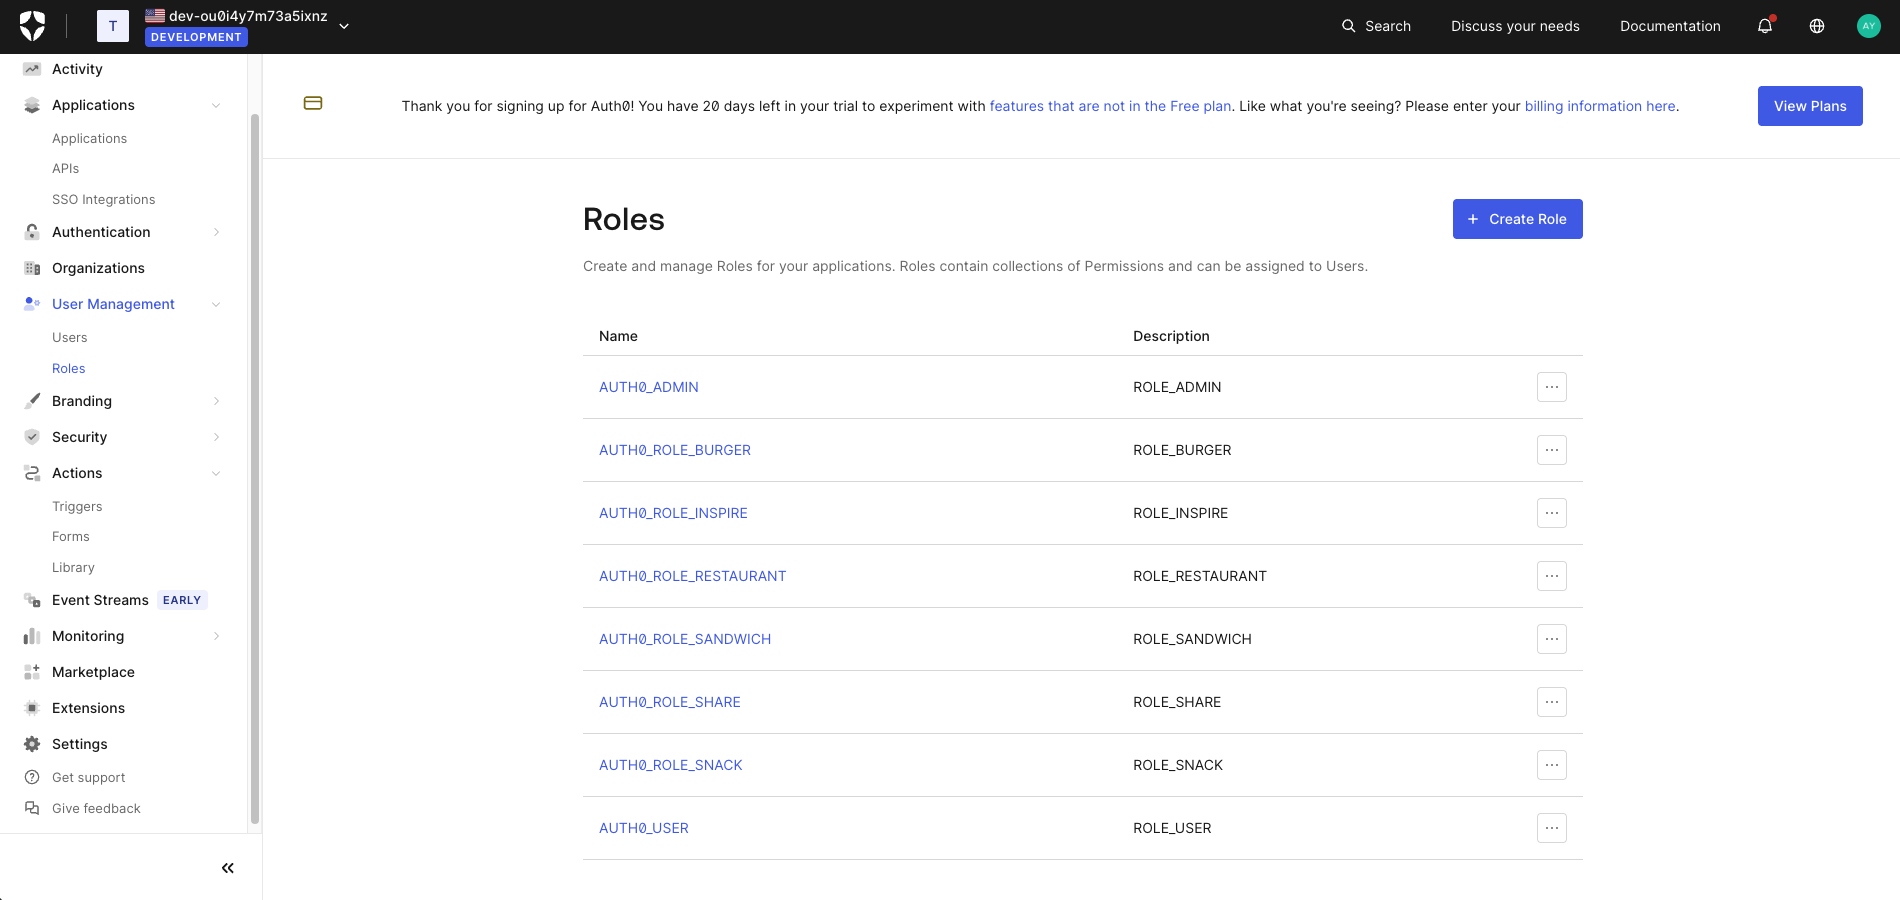 T
dev-ou0i4y7m73a5ixnz
DEVELOPMENT
Search
Discuss your needs
Documentation
AY
Activity
Applications
Applications
APIs
SSO Integrations
Authentication
Organizations
User Management
Users
Roles
Branding
Security
Actions
Triggers
Forms
Library
Event Streams EARLY
Monitoring
Marketplace
Extensions
Settings
Get support
Give feedback
Thank you for signing up for Auth0! You have 20 days left in your trial to experiment with features that are not in the Free plan. Like what you're seeing? Please enter your billing information here.
View Plans
Roles
+ Create Role
Create and manage Roles for your applications. Roles contain collections of Permissions and can be assigned to Users.
Name Description
AUTH0_ADMIN ROLE_ADMIN
AUTH0_ROLE_BURGER ROLE_BURGER
AUTH0_ROLE_INSPIRE ROLE_INSPIRE
AUTH0_ROLE_RESTAURANT ROLE_RESTAURANT
AUTH0_ROLE_SANDWICH ROLE_SANDWICH
AUTH0_ROLE_SHARE ROLE_SHARE
AUTH0_ROLE_SNACK ROLE_SNACK
AUTH0_USER ROLE_USER